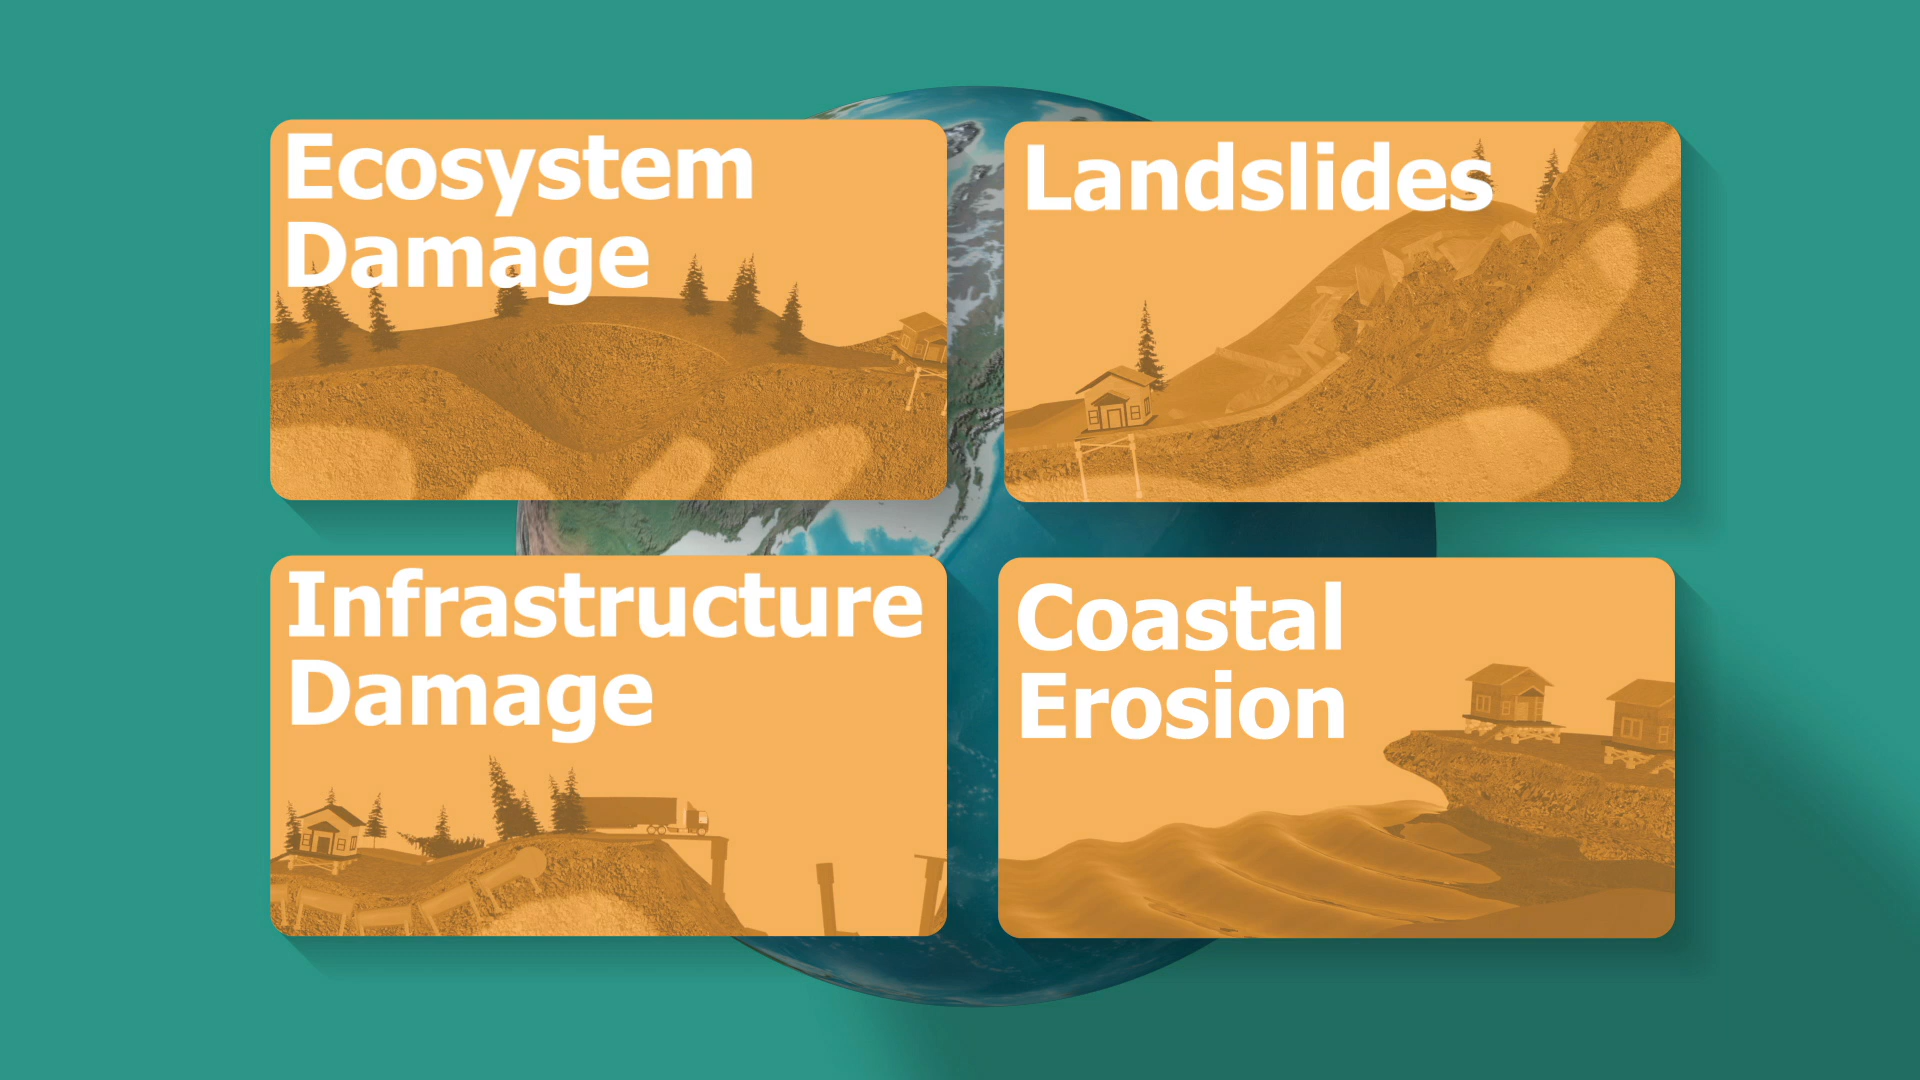 Ecosystem
Damage
Landslides
Infrastructure
Damage
Coastal
Erosion